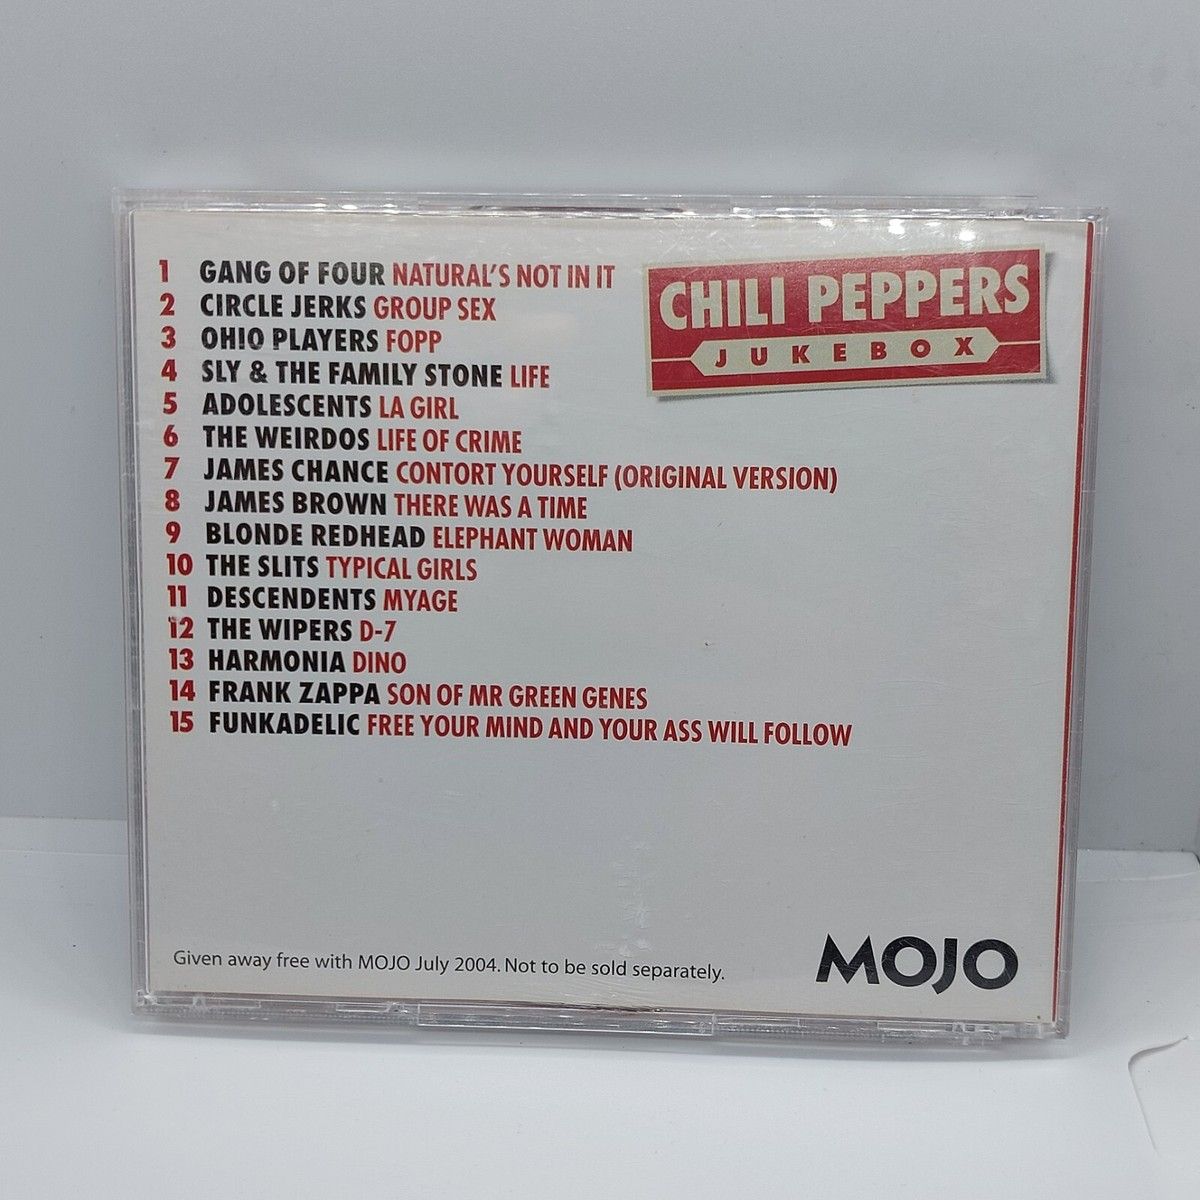 1 GANG OF FOUR NATURAL'S NOT IN IT
2 CIRCLE JERKS GROUP SEX
3 OHIO PLAYERS FOPP
4 SLY & THE FAMILY STONE LIFE
5 ADOLESCENTS LA GIRL
6 THE WEIRDOS LIFE OF CRIME
7 JAMES CHANCE CONTORT YOURSELF (ORIGINAL VERSION)
8 JAMES BROWN THERE WAS A TIME
9 BLONDE REDHEAD ELEPHANT WOMAN
10 THE SLITS TYPICAL GIRLS
11 DESCENDENTS MYAGE
12 THE WIPERS D-7
13 HARMONIA DINO
14 FRANK ZAPPA SON OF MR GREEN GENES
15 FUNKADELIC FREE YOUR MIND AND YOUR ASS WILL FOLLOW
CHILI PEPPERS
JUKEBOX
Given away free with MOJO July 2004. Not to be sold separately.
MOJO